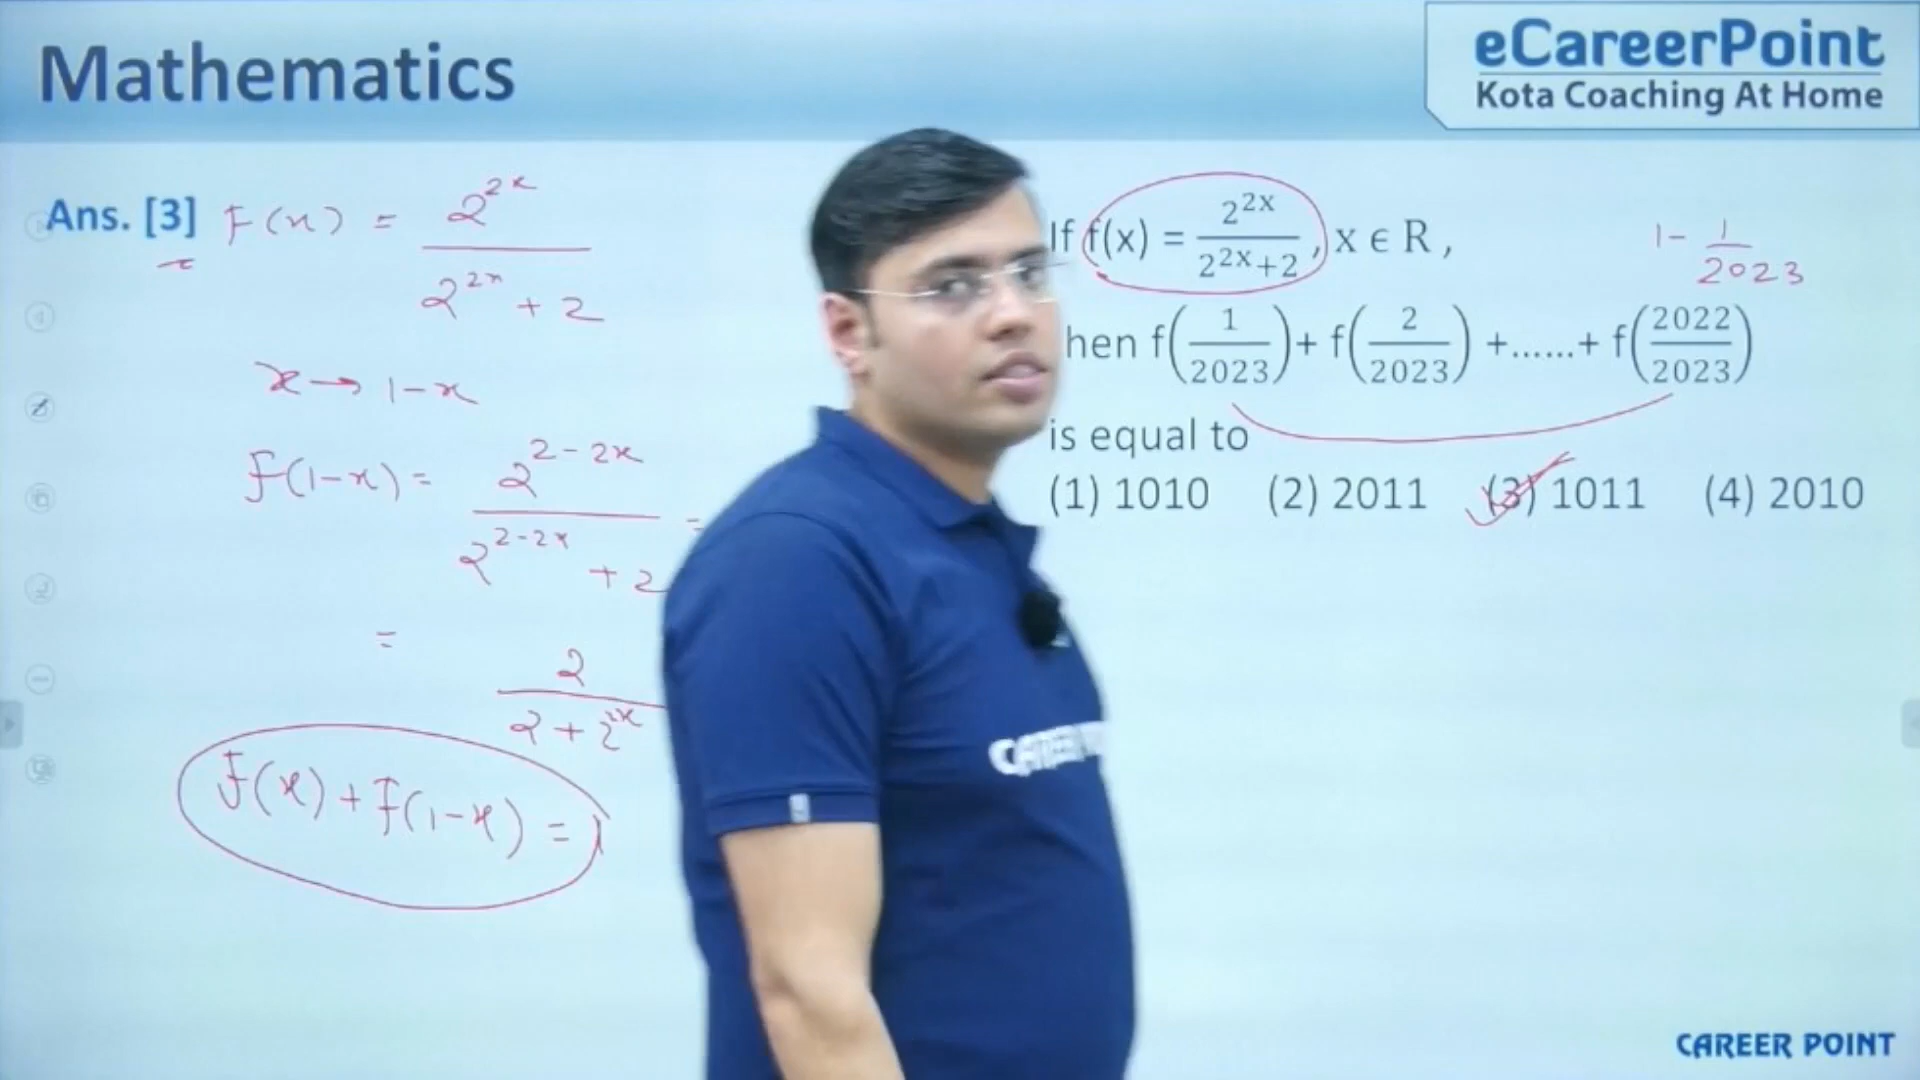 Mathematics
eCareerPoint
Kota Coaching At Home
Ans. [3] F(x) = 2^{2x} / 2^{2x} + 2
x → 1-x
F(1-x) = 2^{2-2x} / 2^{2-2x} + 2 =
= 2 / 2 + 2^{2x}
F(x) + F(1-x) = 1
If f(x) = 2^{2x} / 2^{2x}+2 , x ϵ R ,
1 - 1/2023
hen f(1/2023) + f(2/2023) +......+ f(2022/2023)
is equal to
(1) 1010 (2) 2011 (3) 1011 (4) 2010
CAREER POINT